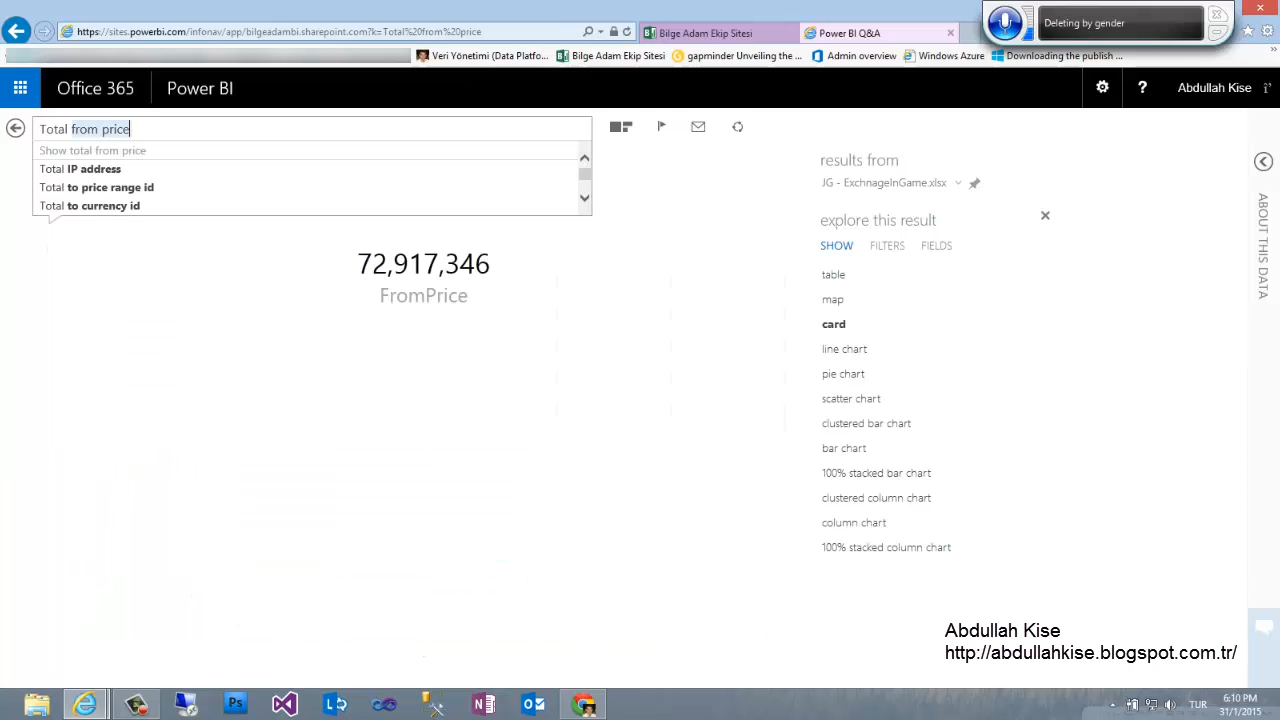 Deleting by gender
https://sites.powerbi.com/infonav/app/bilgeadambi.sharepoint.com?k=Total%20from%20price
Bilge Adam Ekip Sitesi
Power BI Q&A
Veri Yönetimi (Data Platfo...
Bilge Adam Ekip Sitesi
gapminder Unveiling the ...
Admin overview
Windows Azure
Downloading the publish ...
Office 365
Power BI
Abdullah Kise
Total from price
Show total from price
Total IP address
Total to price range id
Total to currency id
72,917,346
FromPrice
results from
JG - ExchnageInGame.xlsx
explore this result
SHOW FILTERS FIELDS
table
map
card
line chart
pie chart
scatter chart
clustered bar chart
bar chart
100% stacked bar chart
clustered column chart
column chart
100% stacked column chart
ABOUT THIS DATA
Abdullah Kise
http://abdullahkise.blogspot.com.tr/
TUR
6:10 PM
31/1/2015